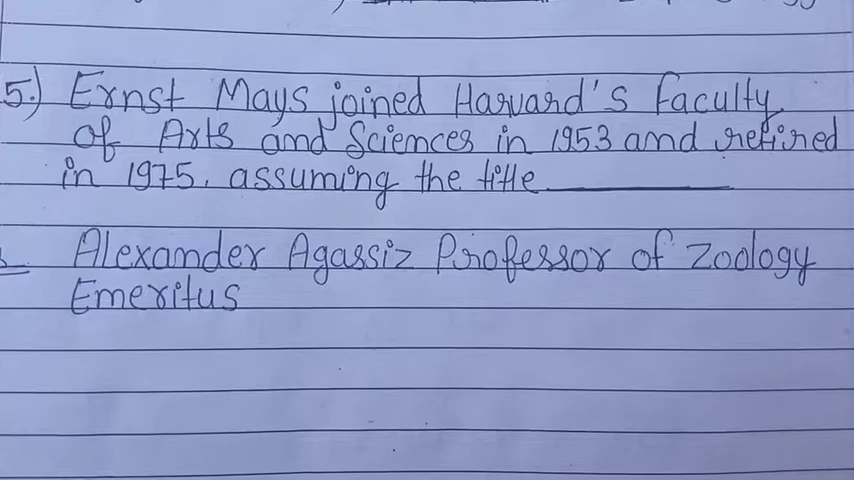 5.) Ernst Mays joined Harvard's Faculty
of Arts and Sciences in 1953 and retired
in 1975, assuming the title
Alexander Agassiz Professor of Zoology
Emeritus